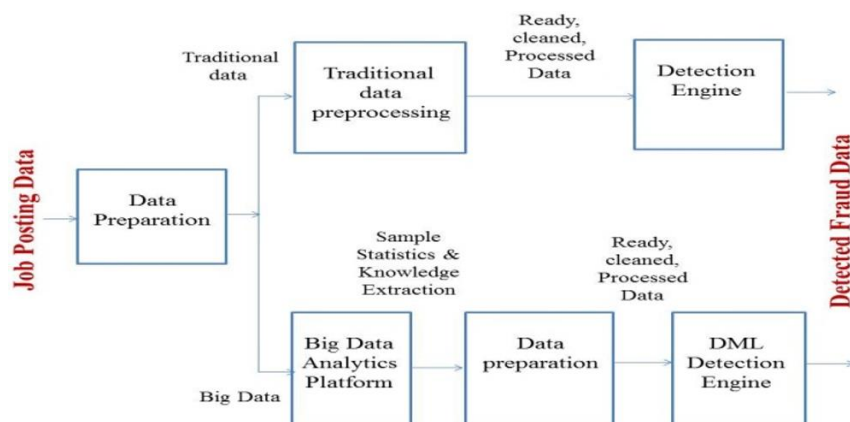 Job Posting Data
Data
Preparation
Traditional
data
Traditional
data
preprocessing
Ready,
cleaned,
Processed
Data
Detection
Engine
Big Data
Big Data
Analytics
Platform
Sample
Statistics &
Knowledge
Extraction
Data
preparation
Ready,
cleaned,
Processed
Data
DML
Detection
Engine
Detected Fraud Data